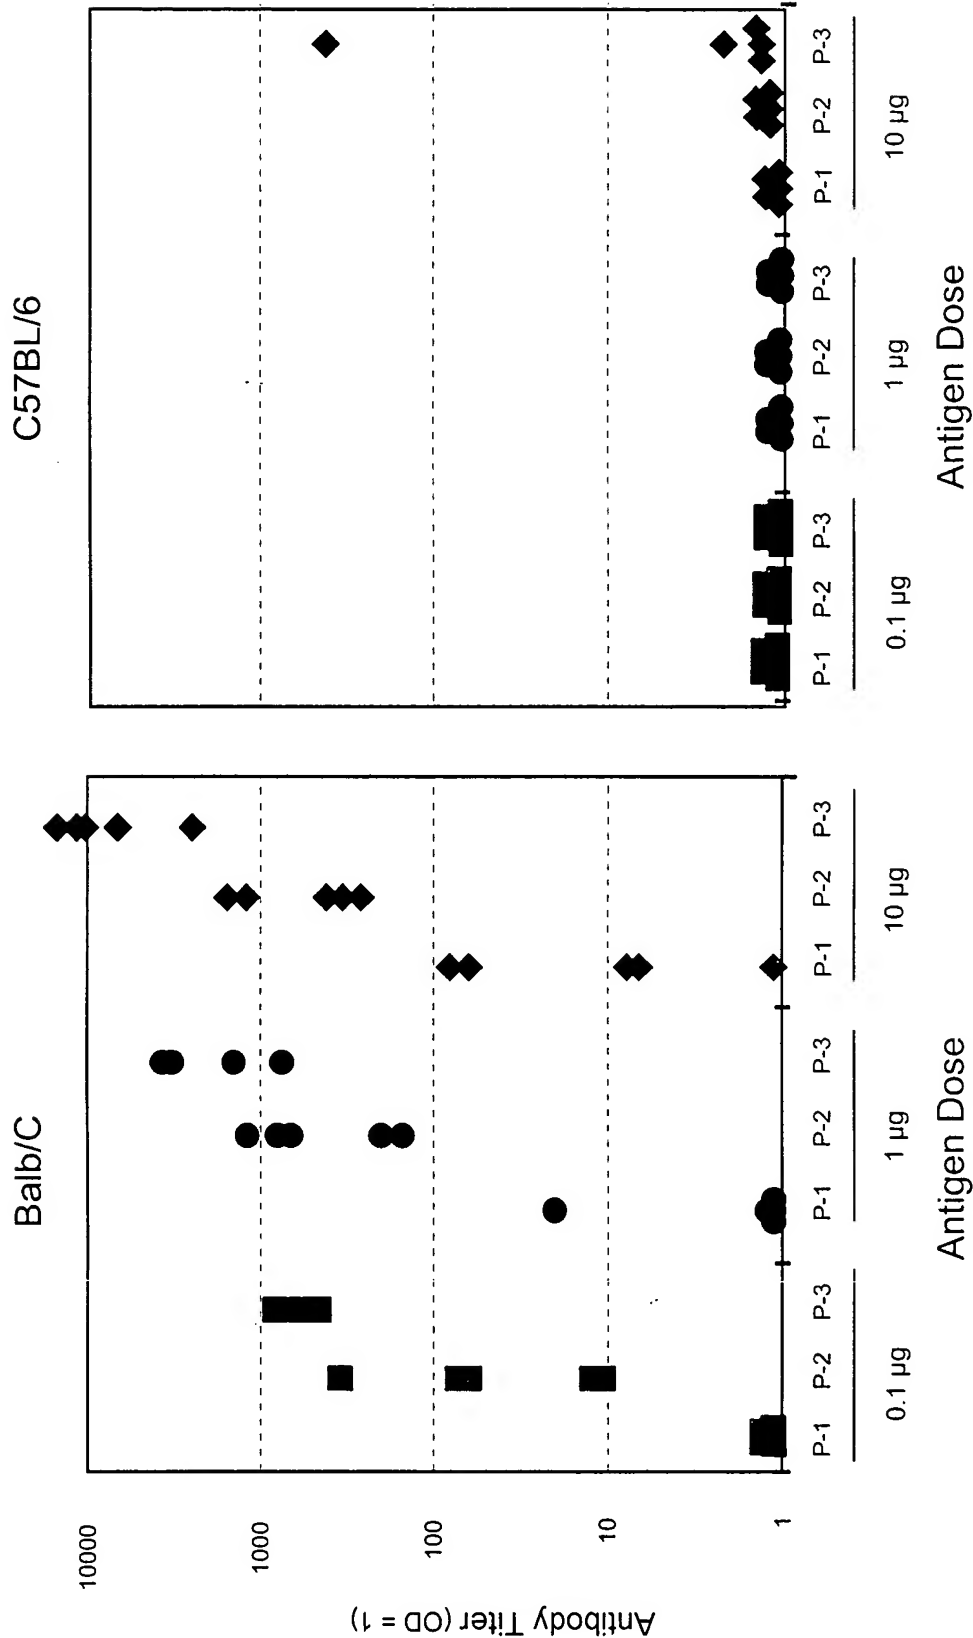 Balb/C
C57BL/6
Antibody Titer (OD = 1)
10000
1000
100
10
1
P-1 P-2 P-3 P-1 P-2 P-3 P-1 P-2 P-3
0.1 µg 1 µg 10 µg
Antigen Dose
P-1 P-2 P-3 P-1 P-2 P-3 P-1 P-2 P-3
0.1 µg 1 µg 10 µg
Antigen Dose